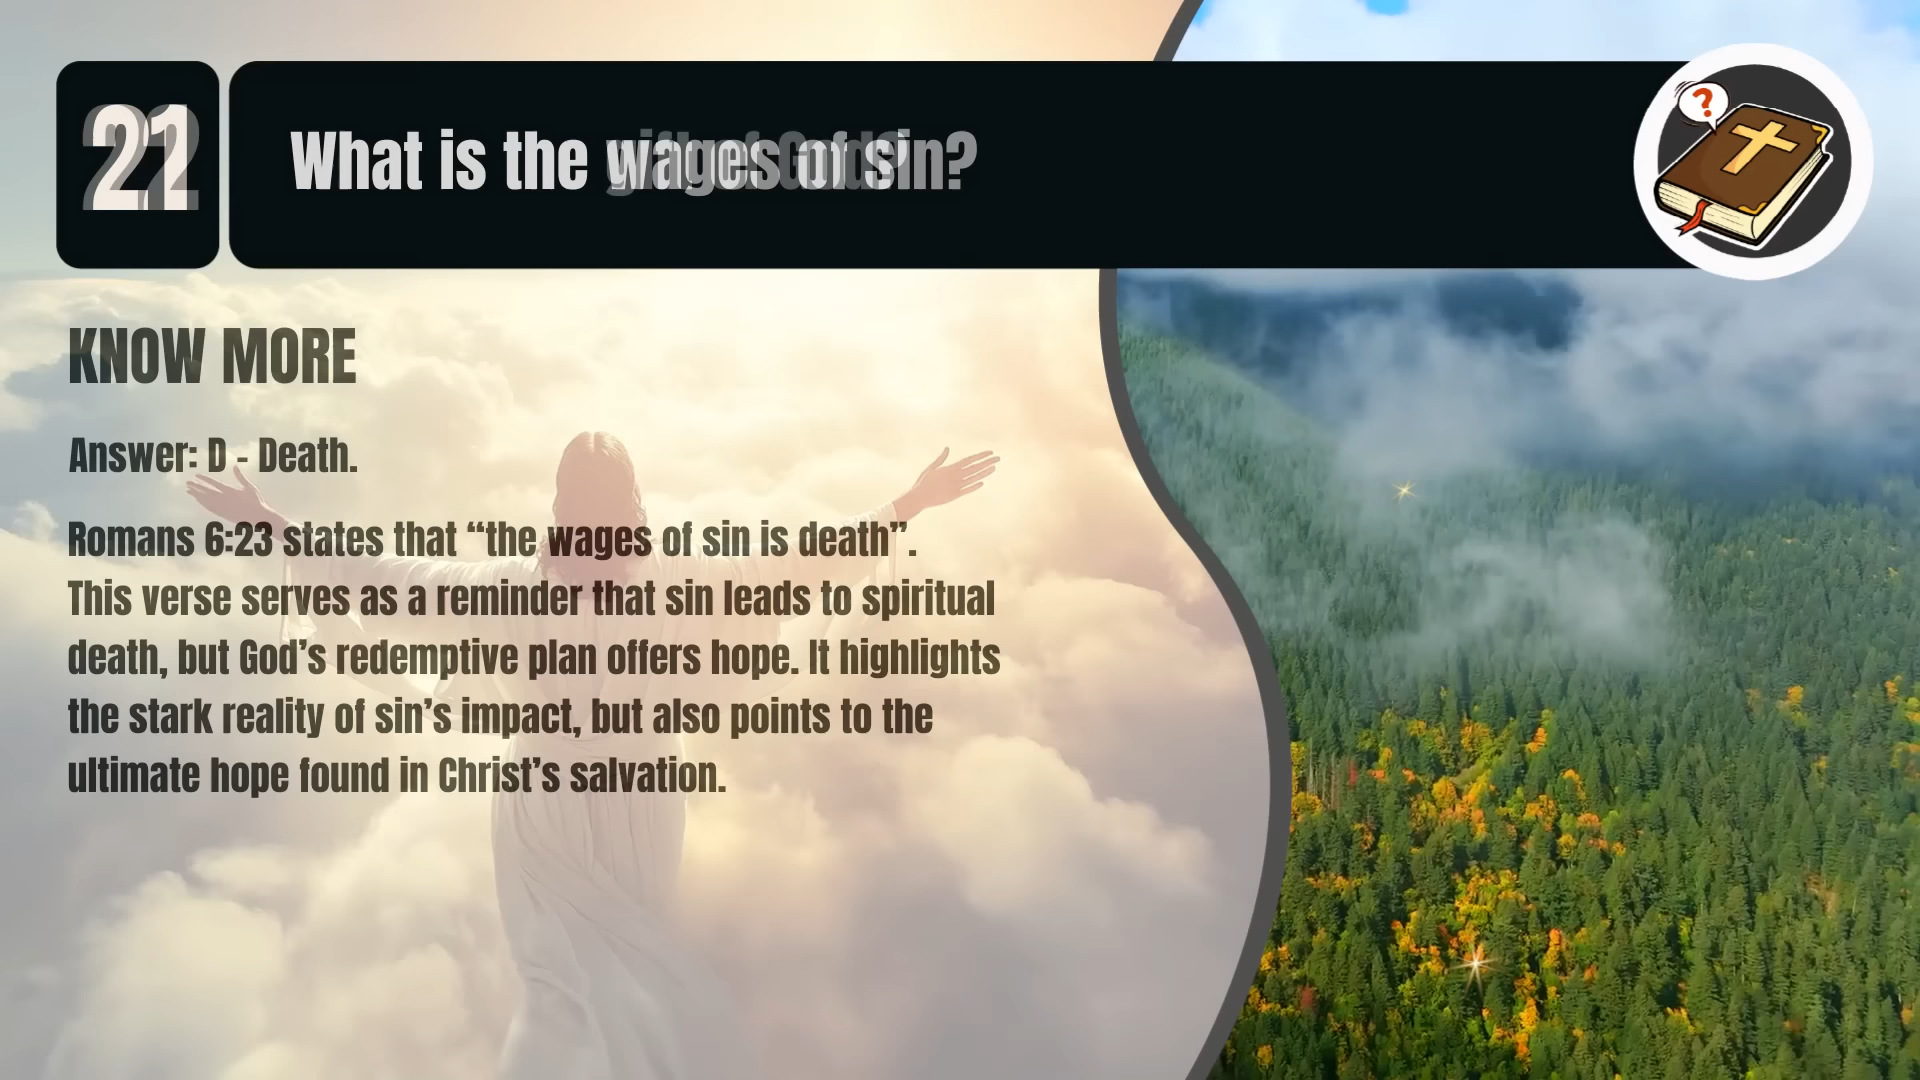 21
What is the wages of sin?
?
KNOW MORE
Answer: D - Death.
Romans 6:23 states that “the wages of sin is death”.
This verse serves as a reminder that sin leads to spiritual
death, but God’s redemptive plan offers hope. It highlights
the stark reality of sin’s impact, but also points to the
ultimate hope found in Christ’s salvation.